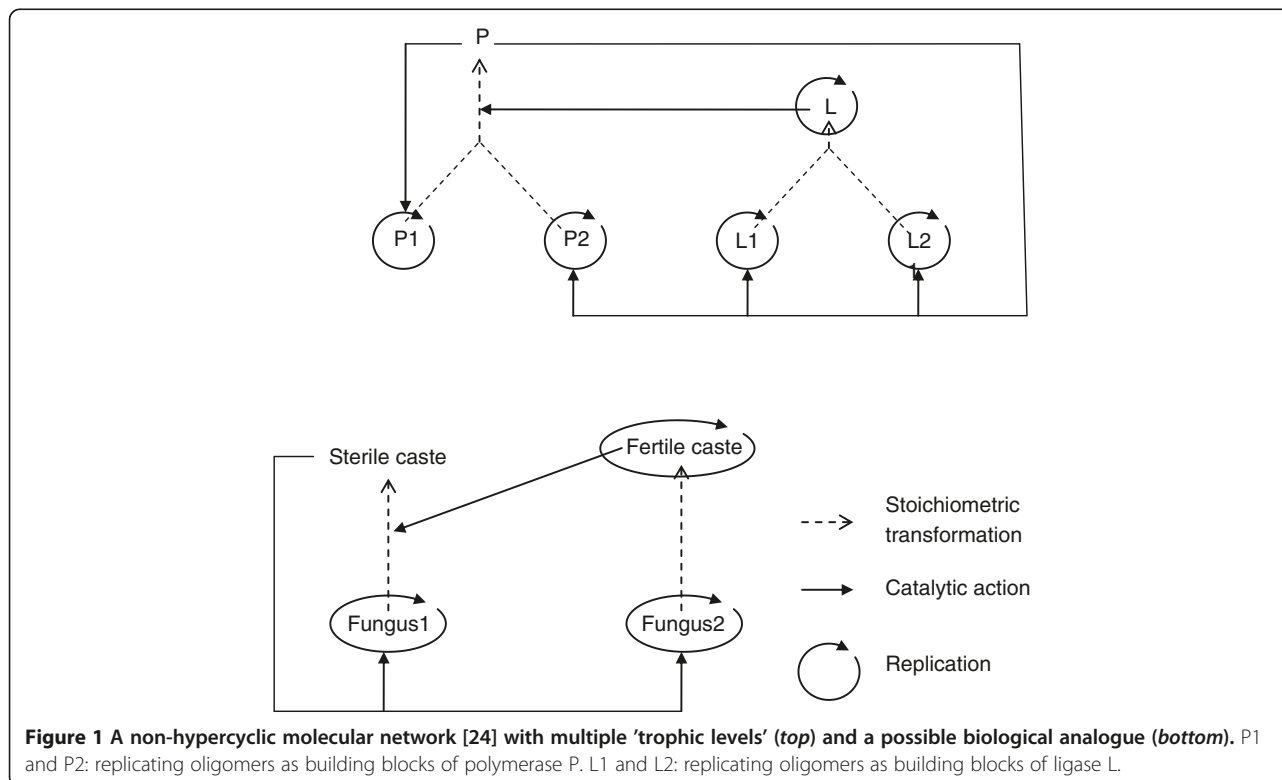 P
L
P1
P2
L1
L2
Sterile caste
Fertile caste
Fungus1
Fungus2
Stoichiometric
transformation
Catalytic action
Replication
Figure 1 A non-hypercyclic molecular network [24] with multiple 'trophic levels' (top) and a possible biological analogue (bottom). P1
and P2: replicating oligomers as building blocks of polymerase P. L1 and L2: replicating oligomers as building blocks of ligase L.